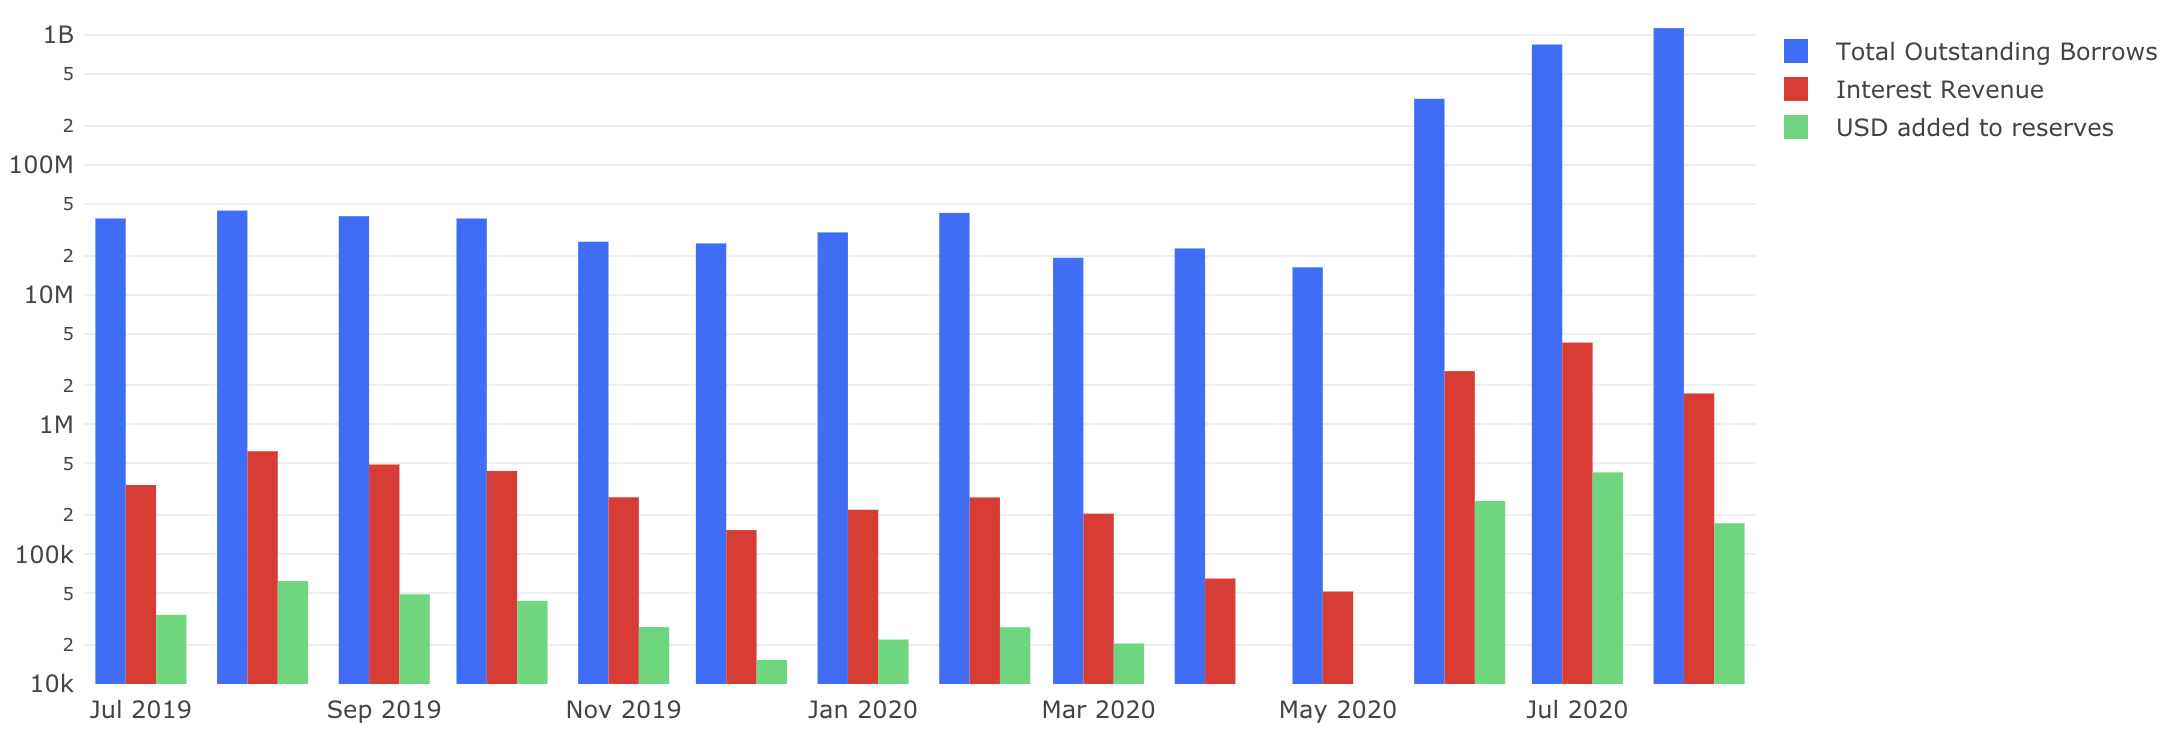 1B
5
2
100M
5
2
10M
5
2
1M
5
2
100k
5
2
10k
Jul 2019 Sep 2019 Nov 2019 Jan 2020 Mar 2020 May 2020 Jul 2020
Total Outstanding Borrows
Interest Revenue
USD added to reserves